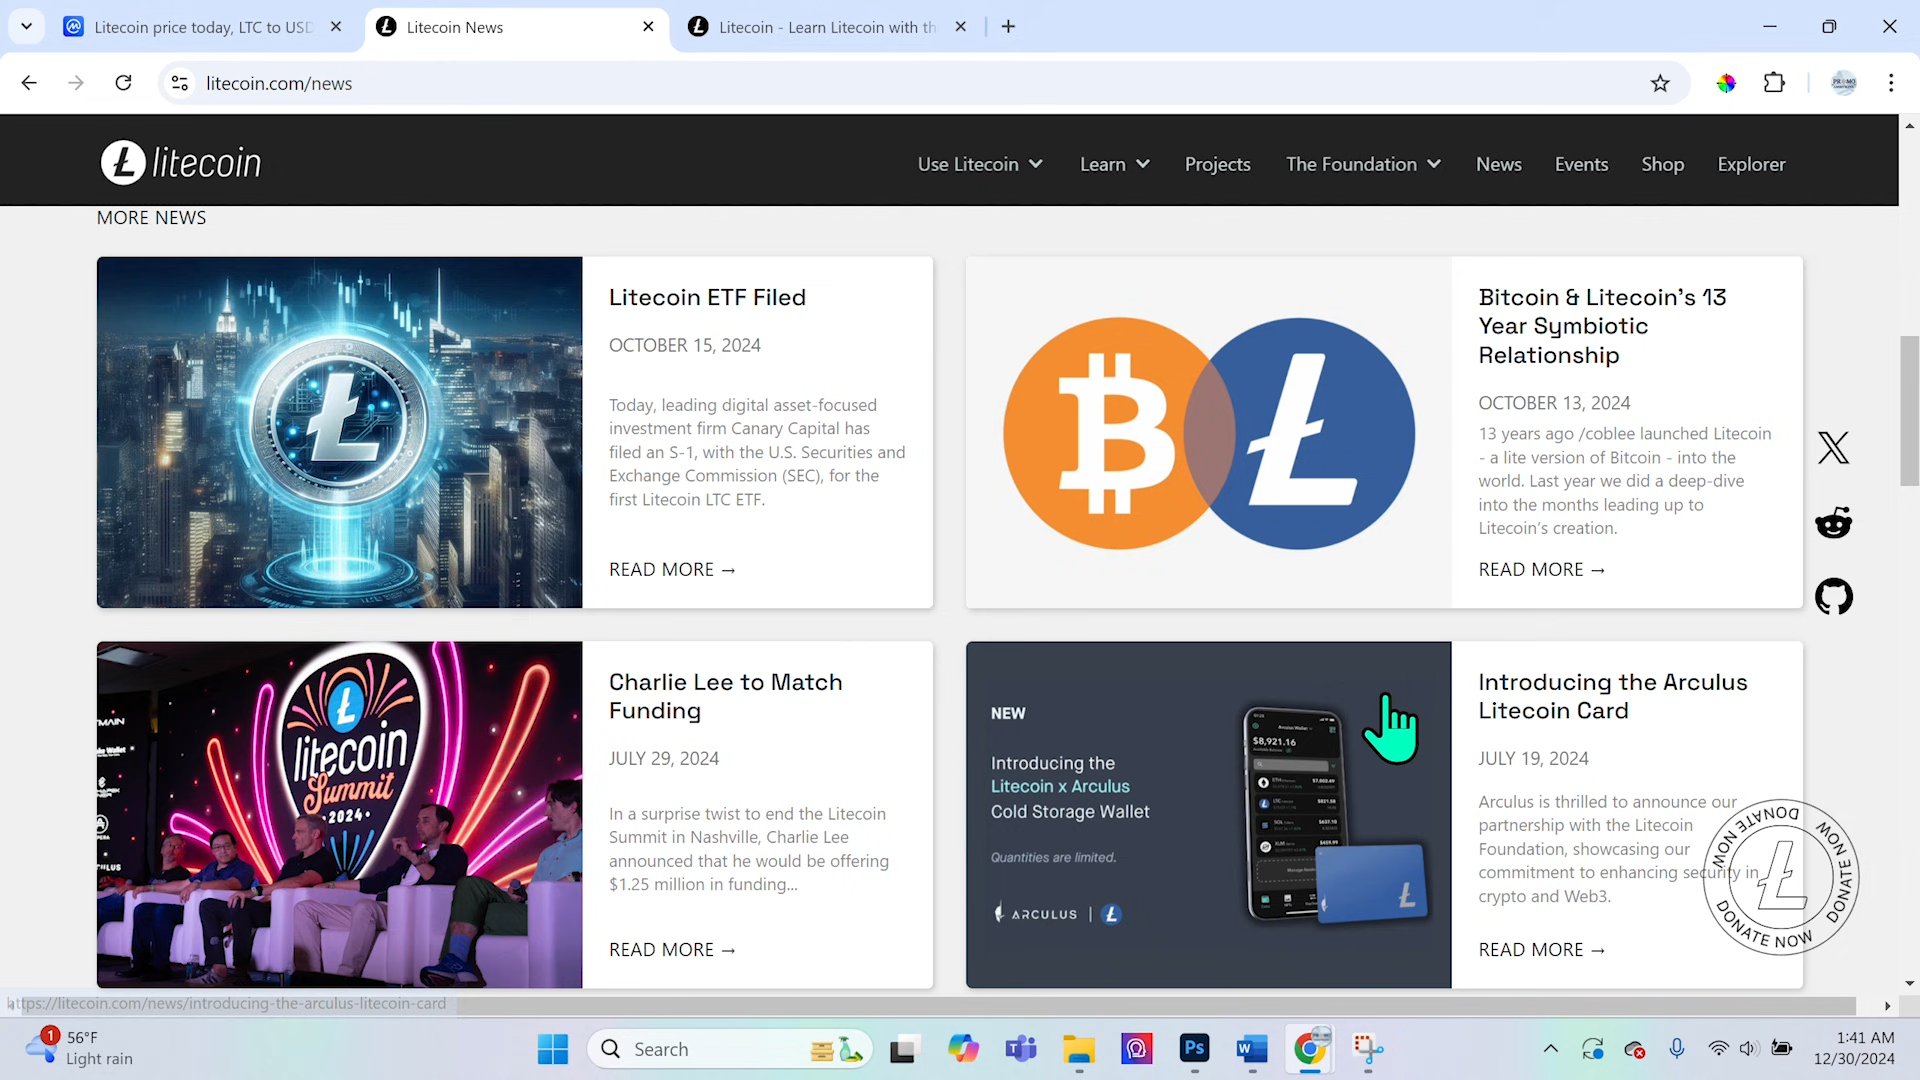 Litecoin price today, LTC to USD
Litecoin News
Litecoin - Learn Litecoin with th
litecoin.com/news
litecoin
Use Litecoin
Learn
Projects
The Foundation
News
Events
Shop
Explorer
MORE NEWS
Litecoin ETF Filed
OCTOBER 15, 2024
Today, leading digital asset-focused
investment firm Canary Capital has
filed an S-1, with the U.S. Securities and
Exchange Commission (SEC), for the
first Litecoin LTC ETF.
READ MORE →
Bitcoin & Litecoin's 13
Year Symbiotic
Relationship
OCTOBER 13, 2024
13 years ago /coblee launched Litecoin
- a lite version of Bitcoin - into the
world. Last year we did a deep-dive
into the months leading up to
Litecoin's creation.
READ MORE →
litecoin
Summit
2024
Charlie Lee to Match
Funding
JULY 29, 2024
In a surprise twist to end the Litecoin
Summit in Nashville, Charlie Lee
announced that he would be offering
$1.25 million in funding...
READ MORE →
NEW
Introducing the
Litecoin x Arculus
Cold Storage Wallet
Quantities are limited.
ARCULUS
$8,921.16
Introducing the Arculus
Litecoin Card
JULY 19, 2024
Arculus is thrilled to announce our
partnership with the Litecoin
Foundation, showcasing our
commitment to enhancing security in
crypto and Web3.
READ MORE →
DONATE NOW DONATE NOW DONATE NOW
https://litecoin.com/news/introducing-the-arculus-litecoin-card
1
56°F
Light rain
Search
Ps
1:41 AM
12/30/2024